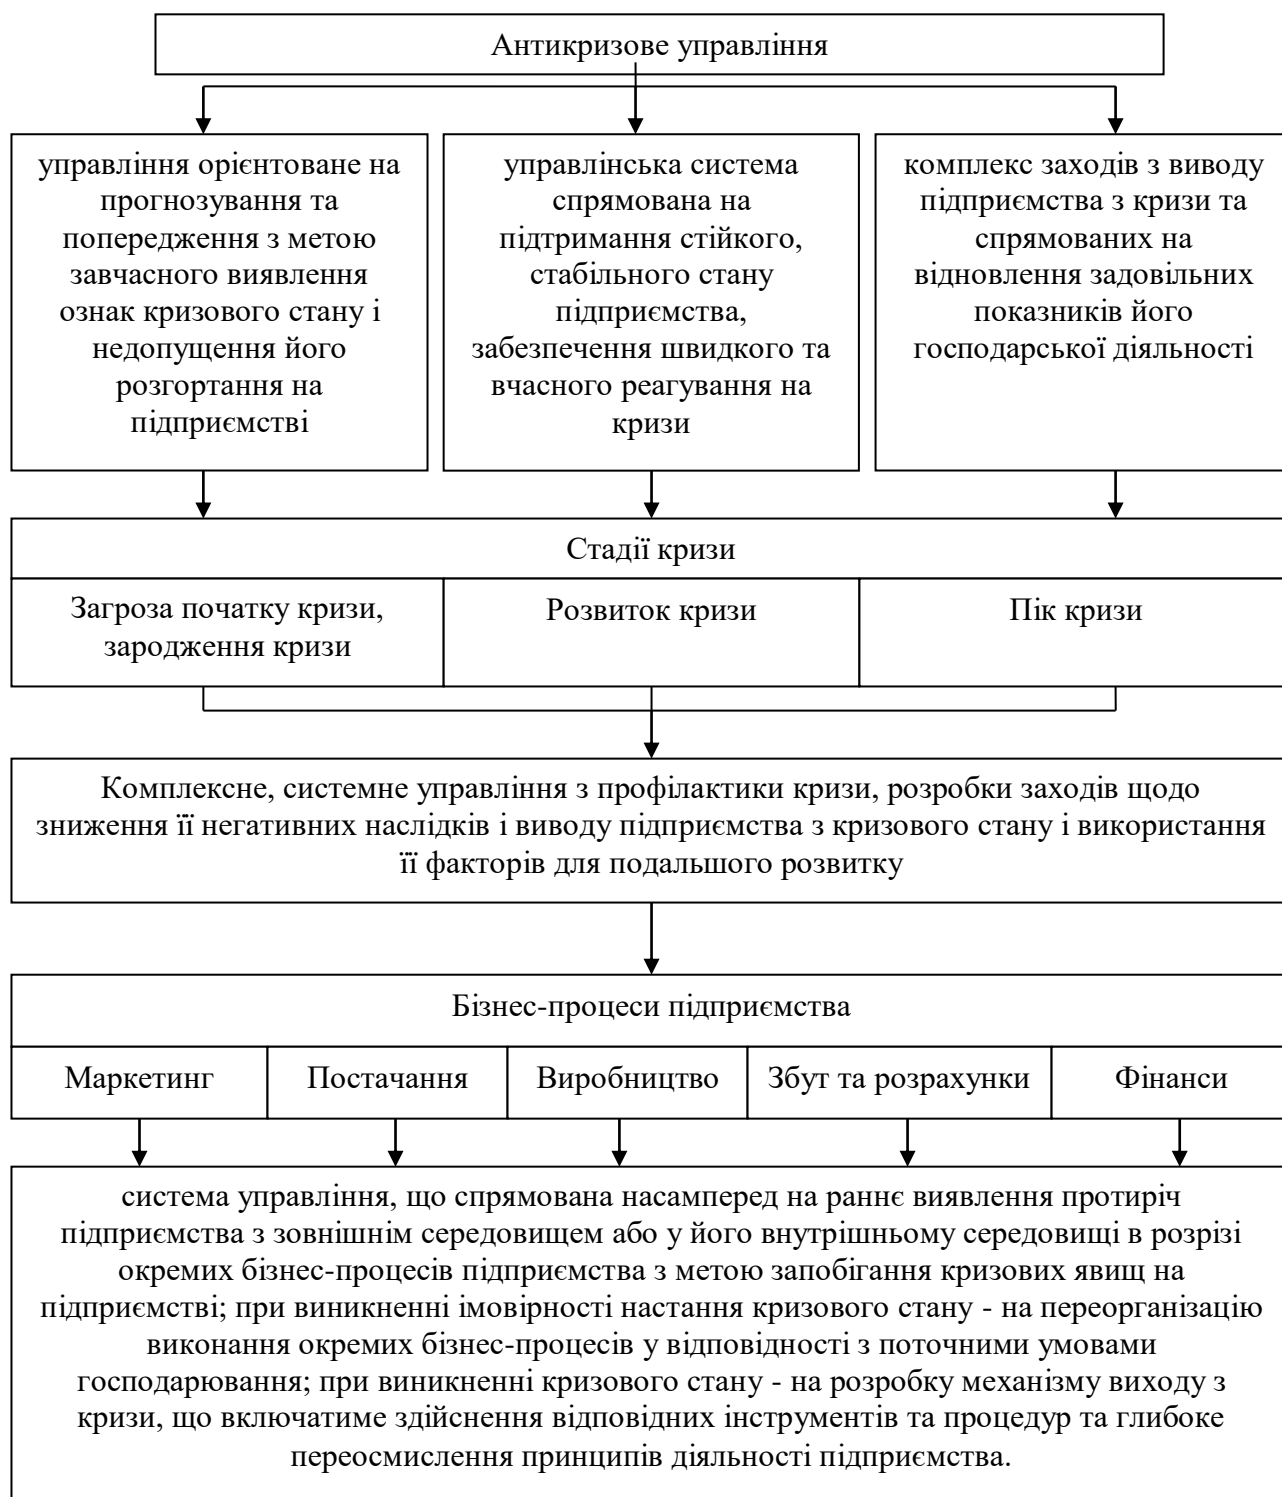 Антикризове управління
управління орієнтоване на
прогнозування та
попередження з метою
завчасного виявлення
ознак кризового стану і
недопущення його
розгортання на
підприємстві
управлінська система
спрямована на
підтримання стійкого,
стабільного стану
підприємства,
забезпечення швидкого та
вчасного реагування на
кризи
комплекс заходів з виводу
підприємства з кризи та
спрямованих на
відновлення задовільних
показників його
господарської діяльності
Стадії кризи
Загроза початку кризи,
зародження кризи
Розвиток кризи
Пік кризи
Комплексне, системне управління з профілактики кризи, розробки заходів щодо
зниження її негативних наслідків і виводу підприємства з кризового стану і використання
її факторів для подальшого розвитку
Бізнес-процеси підприємства
Маркетинг
Постачання
Виробництво
Збут та розрахунки
Фінанси
система управління, що спрямована насамперед на раннє виявлення протиріч
підприємства з зовнішнім середовищем або у його внутрішньому середовищі в розрізі
окремих бізнес-процесів підприємства з метою запобігання кризових явищ на
підприємстві; при виникненні імовірності настання кризового стану - на переорганізацію
виконання окремих бізнес-процесів у відповідності з поточними умовами
господарювання; при виникненні кризового стану - на розробку механізму виходу з
кризи, що включатиме здійснення відповідних інструментів та процедур та глибоке
переосмислення принципів діяльності підприємства.